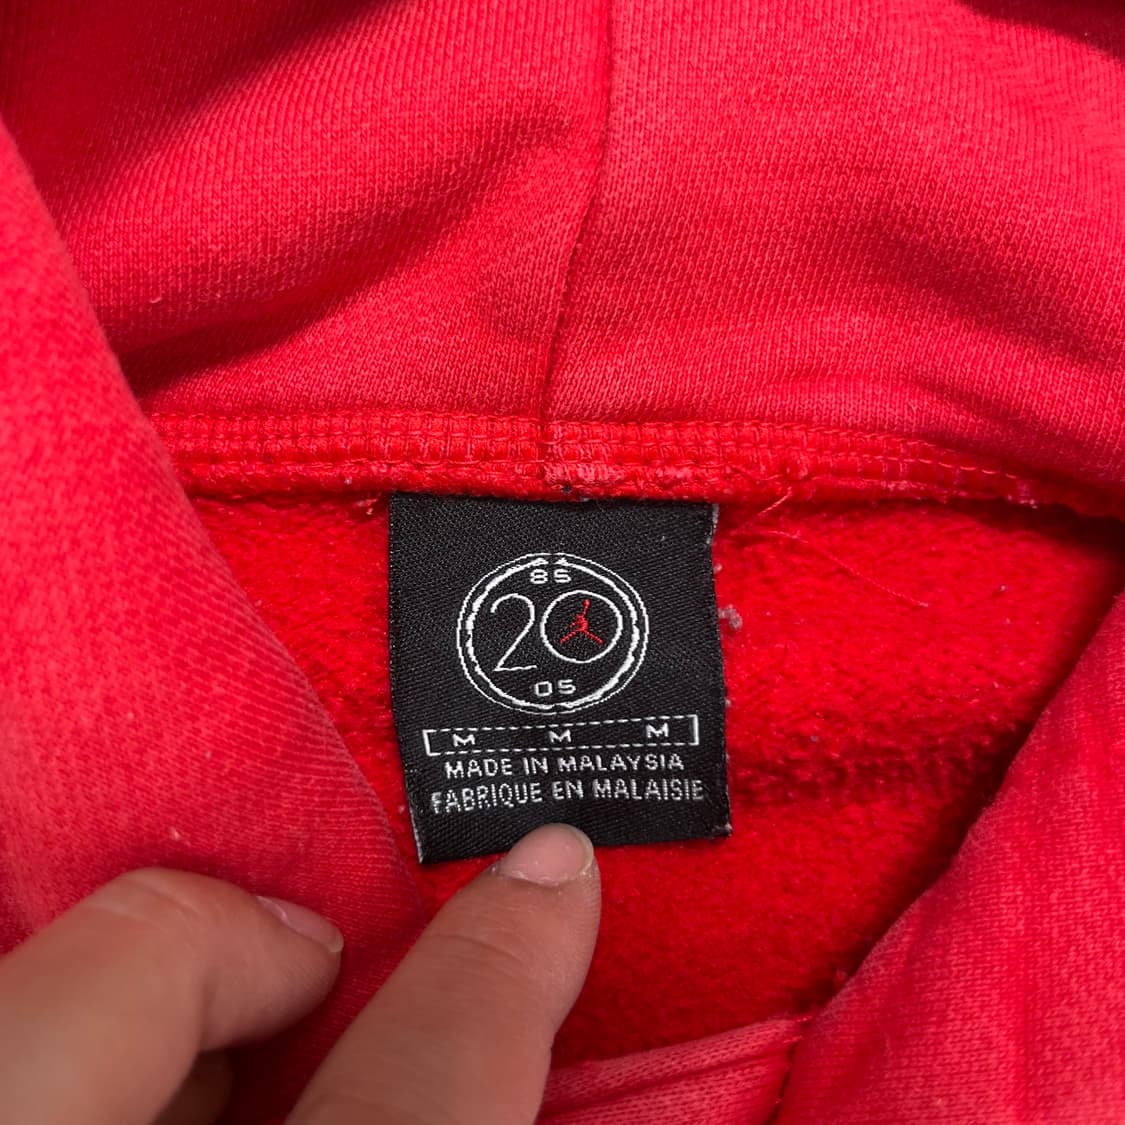 85
20
05
M M M
MADE IN MALAYSIA
FABRIQUE EN MALAISIE